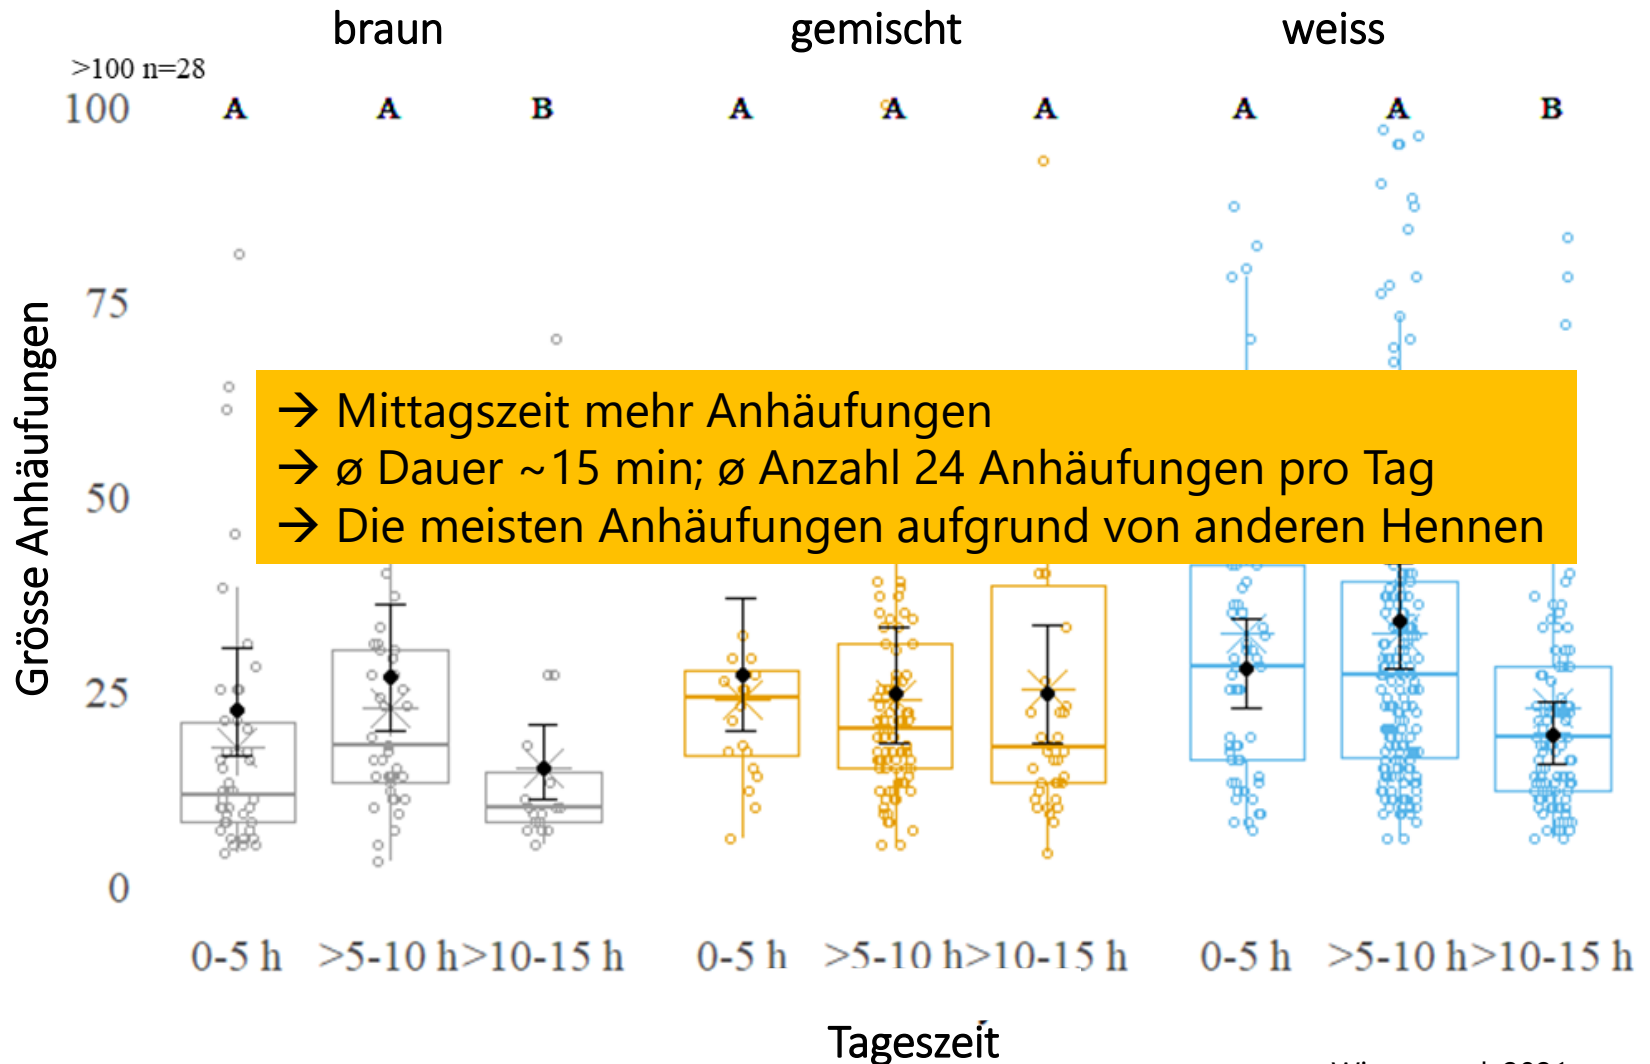 braun gemischt weiss
>100 n=28
100 A A B A A A A A B
75
→ Mittagszeit mehr Anhäufungen
→ ø Dauer ~15 min; ø Anzahl 24 Anhäufungen pro Tag
→ Die meisten Anhäufungen aufgrund von anderen Hennen
50
25
0
Grösse Anhäufungen
0-5 h >5-10 h >10-15 h 0-5 h >5-10 h >10-15 h 0-5 h >5-10 h >10-15 h
Tageszeit